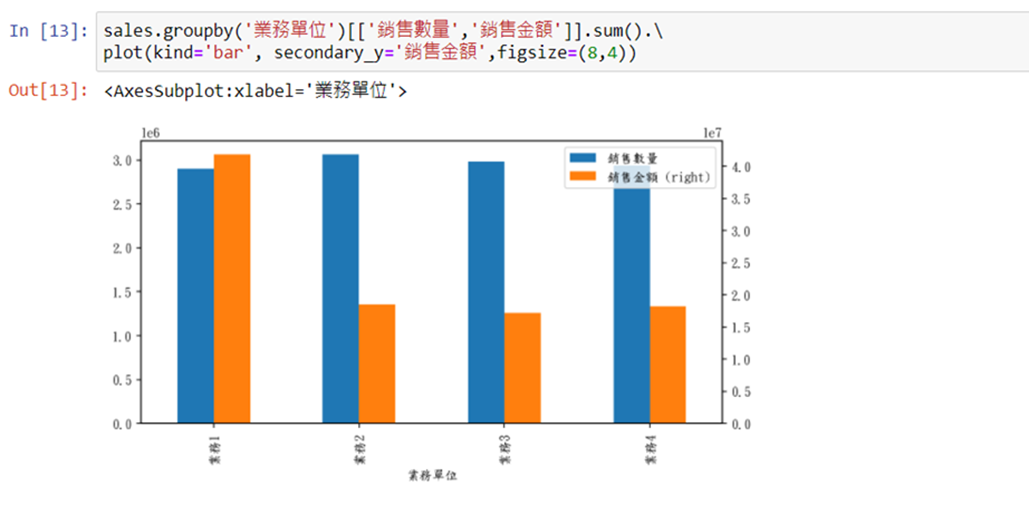 In [13]: sales.groupby('業務單位')[['銷售數量','銷售金額']].sum().\
plot(kind='bar', secondary_y='銷售金額',figsize=(8,4))
Out[13]: <AxesSubplot:xlabel='業務單位'>
1e6
1e7
銷售數量
銷售金額 (right)
3.0
2.5
2.0
1.5
1.0
0.5
0.0
4.0
3.5
3.0
2.5
2.0
1.5
1.0
0.5
0.0
業務1
業務2
業務3
業務4
業務單位